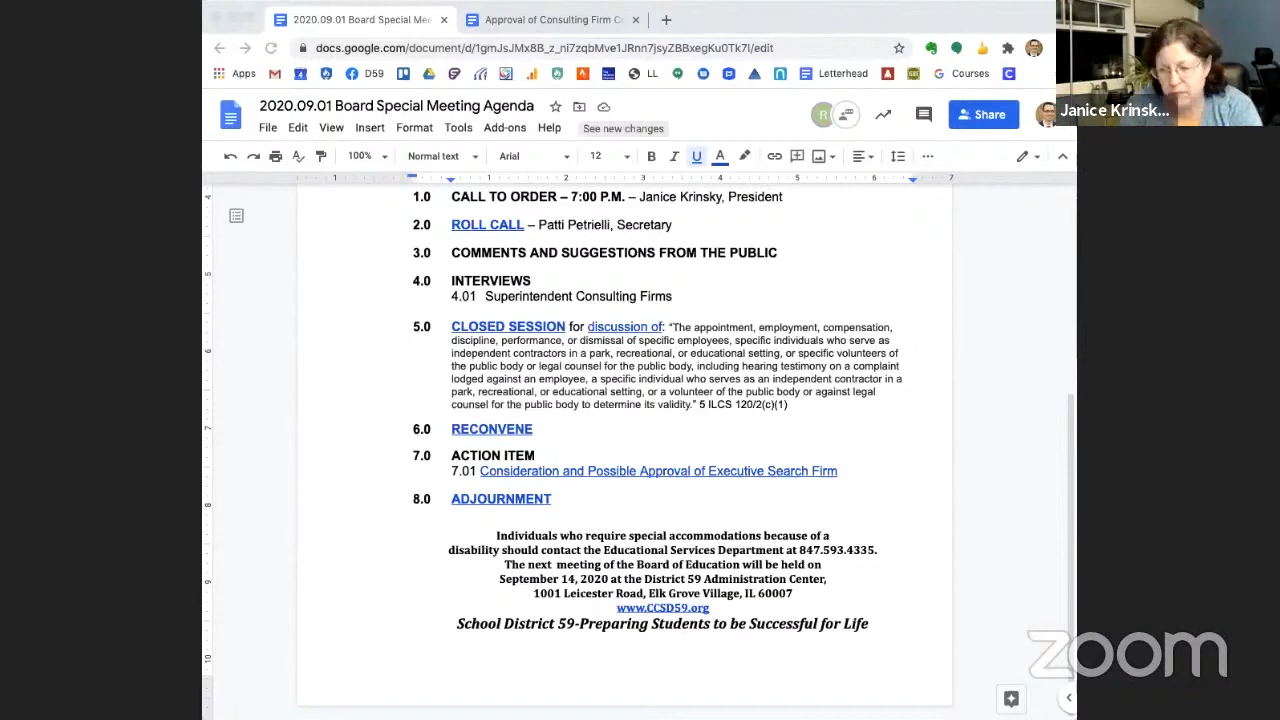 2020.09.01 Board Special Mee
Approval of Consulting Firm Co
docs.google.com/document/d/1gmJsJMx8B_z_ni7zqbMve1JRnn7jsyZBBxegKu0Tk7I/edit
Apps
D59
LL
Letterhead
Courses
Janice Krinsk...
2020.09.01 Board Special Meeting Agenda
R
Share
File Edit View Insert Format Tools Add-ons Help See new changes
100% Normal text Arial 12 B I U A
1 1 2 3 4 5 6 7
1.0 CALL TO ORDER – 7:00 P.M. – Janice Krinsky, President
2.0 ROLL CALL – Patti Petrielli, Secretary
3.0 COMMENTS AND SUGGESTIONS FROM THE PUBLIC
4.0 INTERVIEWS
4.01 Superintendent Consulting Firms
5.0 CLOSED SESSION for discussion of: “The appointment, employment, compensation,
discipline, performance, or dismissal of specific employees, specific individuals who serve as
independent contractors in a park, recreational, or educational setting, or specific volunteers of
the public body or legal counsel for the public body, including hearing testimony on a complaint
lodged against an employee, a specific individual who serves as an independent contractor in a
park, recreational, or educational setting, or a volunteer of the public body or against legal
counsel for the public body to determine its validity.” 5 ILCS 120/2(c)(1)
6.0 RECONVENE
7.0 ACTION ITEM
7.01 Consideration and Possible Approval of Executive Search Firm
8.0 ADJOURNMENT
Individuals who require special accommodations because of a
disability should contact the Educational Services Department at 847.593.4335.
The next meeting of the Board of Education will be held on
September 14, 2020 at the District 59 Administration Center,
1001 Leicester Road, Elk Grove Village, IL 60007
www.CCSD59.org
School District 59-Preparing Students to be Successful for Life
zoom